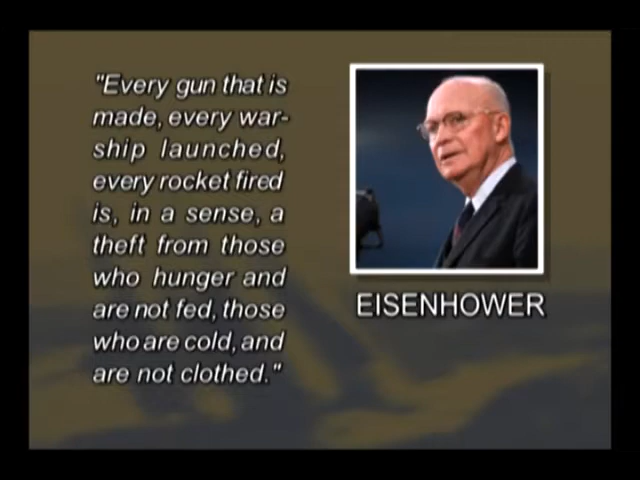 "Every gun that is
made, every war-
ship launched,
every rocket fired
is, in a sense, a
theft from those
who hunger and
are not fed, those
who are cold, and
are not clothed."
EISENHOWER